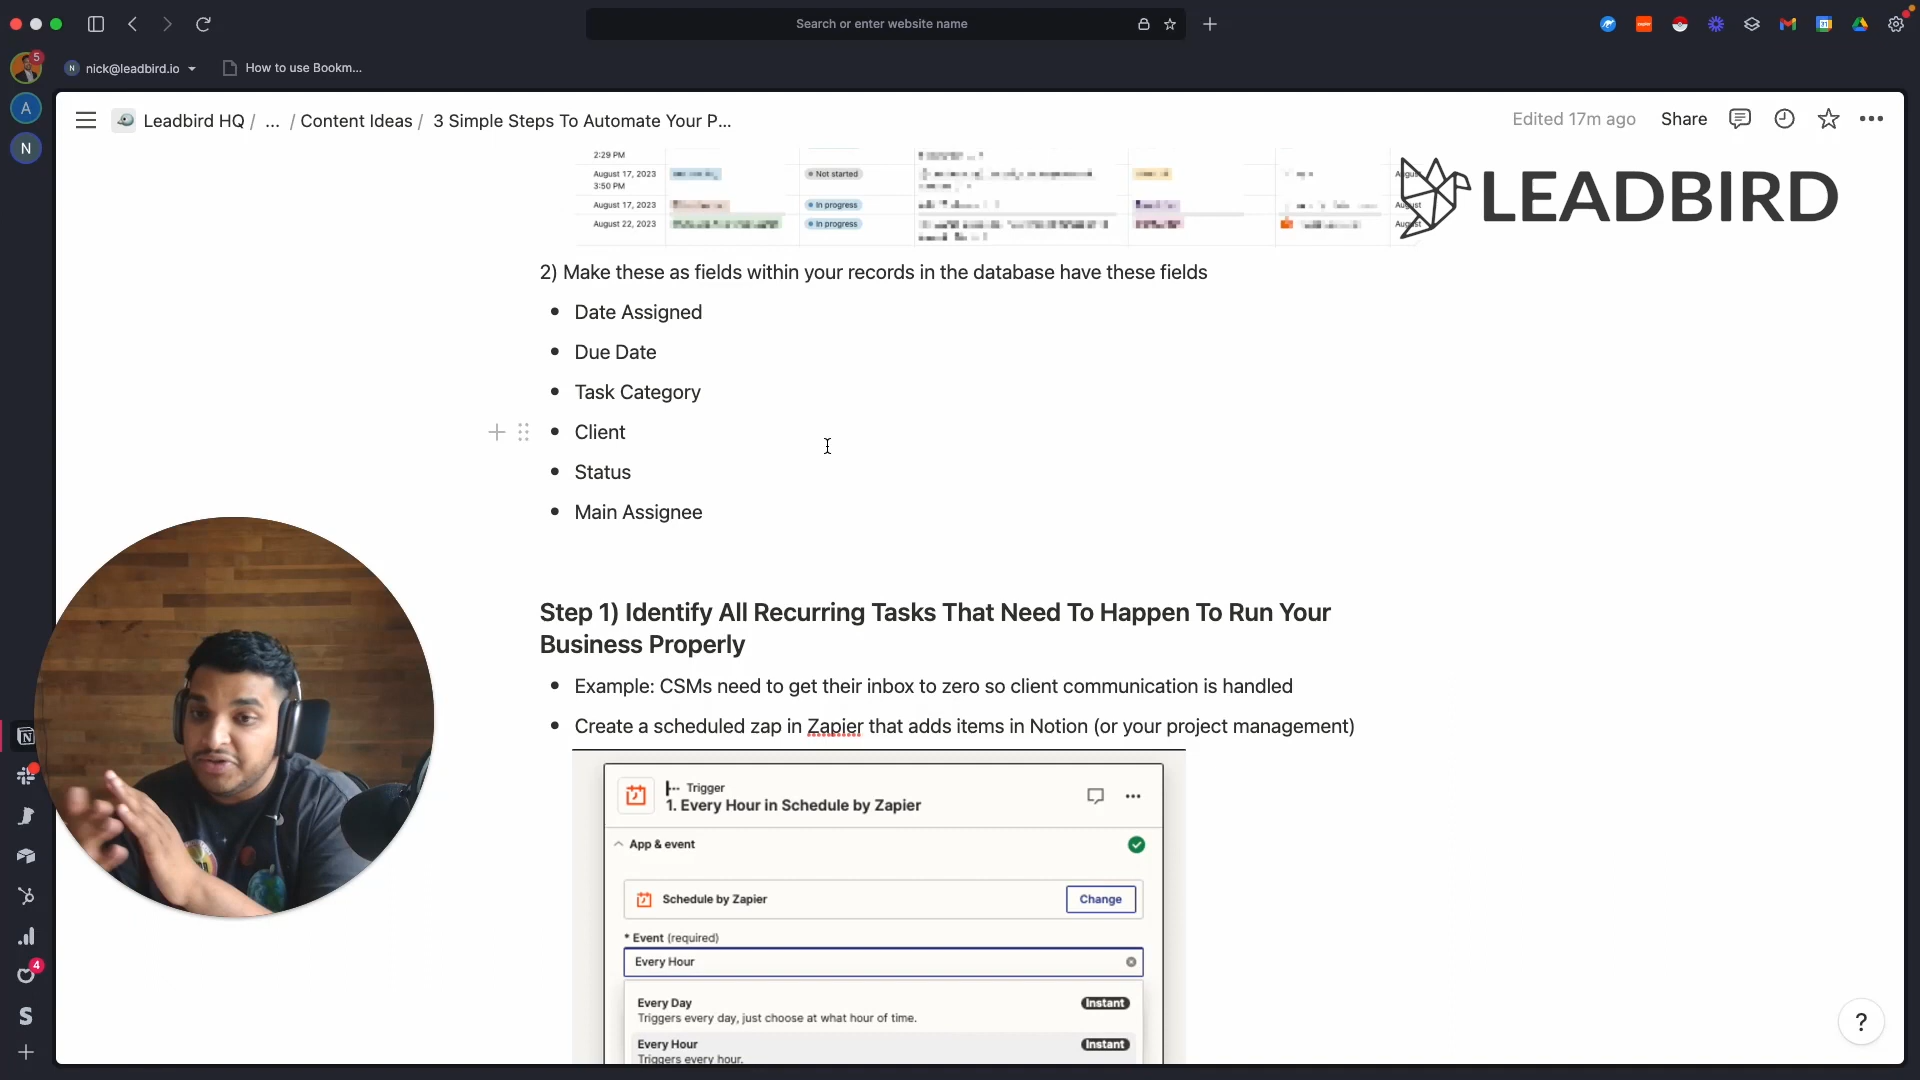 Search or enter website name
5
N nick@leadbird.io
How to use Bookm...
A
N
Leadbird HQ / ... / Content Ideas / 3 Simple Steps To Automate Your P...
Edited 17m ago Share
LEADBIRD
2:29 PM
August 17, 2023
3:50 PM
Not started
August 17, 2023
In progress
August 22, 2023
In progress
2) Make these as fields within your records in the database have these fields
• Date Assigned
• Due Date
• Task Category
• Client
• Status
• Main Assignee
Step 1) Identify All Recurring Tasks That Need To Happen To Run Your
Business Properly
• Example: CSMs need to get their inbox to zero so client communication is handled
• Create a scheduled zap in Zapier that adds items in Notion (or your project management)
Trigger
1. Every Hour in Schedule by Zapier
App & event
Schedule by Zapier
Change
* Event (required)
Every Hour
Every Day
Instant
Triggers every day, just choose at what hour of time.
Every Hour
Instant
Triggers every hour.
4
S
?